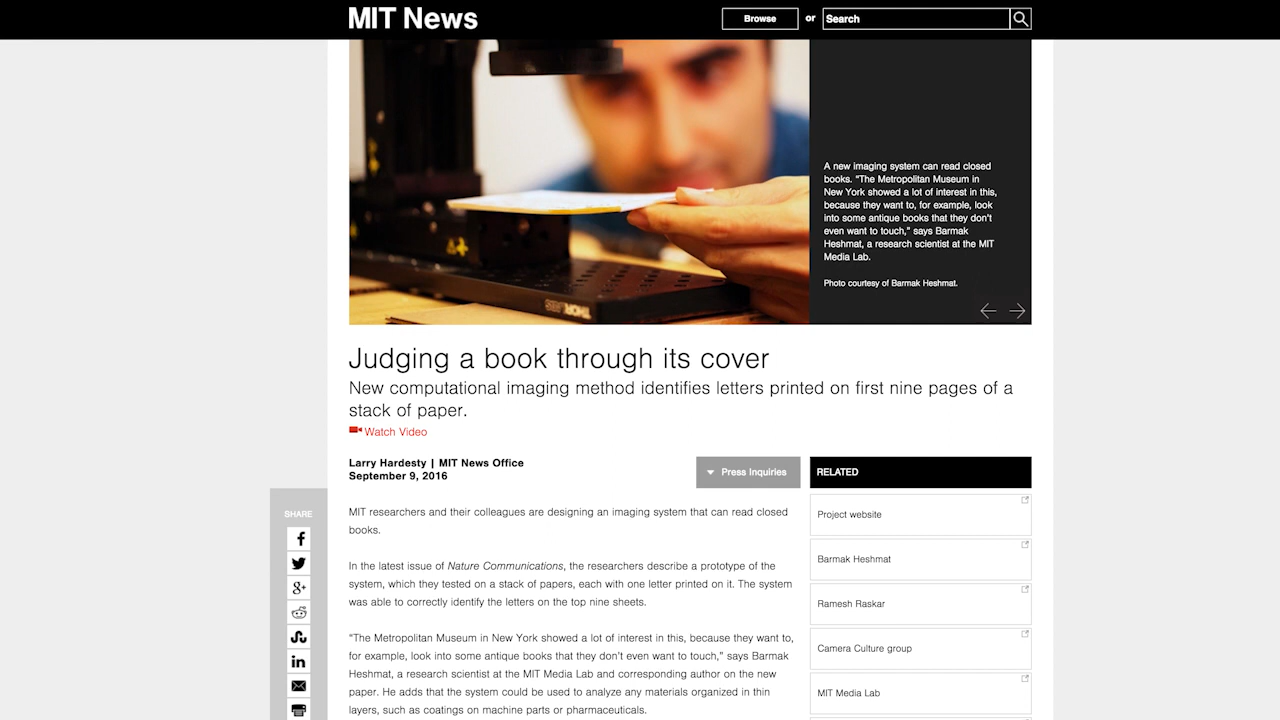 MIT News
Browse
or
Search
A new imaging system can read closed
books. “The Metropolitan Museum in
New York showed a lot of interest in this,
because they want to, for example, look
into some antique books that they don’t
even want to touch,” says Barmak
Heshmat, a research scientist at the MIT
Media Lab.
Photo courtesy of Barmak Heshmat.
Judging a book through its cover
New computational imaging method identifies letters printed on first nine pages of a
stack of paper.
Watch Video
Larry Hardesty | MIT News Office
September 9, 2016
Press Inquiries
MIT researchers and their colleagues are designing an imaging system that can read closed
books.
In the latest issue of Nature Communications, the researchers describe a prototype of the
system, which they tested on a stack of papers, each with one letter printed on it. The system
was able to correctly identify the letters on the top nine sheets.
“The Metropolitan Museum in New York showed a lot of interest in this, because they want to,
for example, look into some antique books that they don’t even want to touch,” says Barmak
Heshmat, a research scientist at the MIT Media Lab and corresponding author on the new
paper. He adds that the system could be used to analyze any materials organized in thin
layers, such as coatings on machine parts or pharmaceuticals.
RELATED
Project website
Barmak Heshmat
Ramesh Raskar
Camera Culture group
MIT Media Lab
SHARE